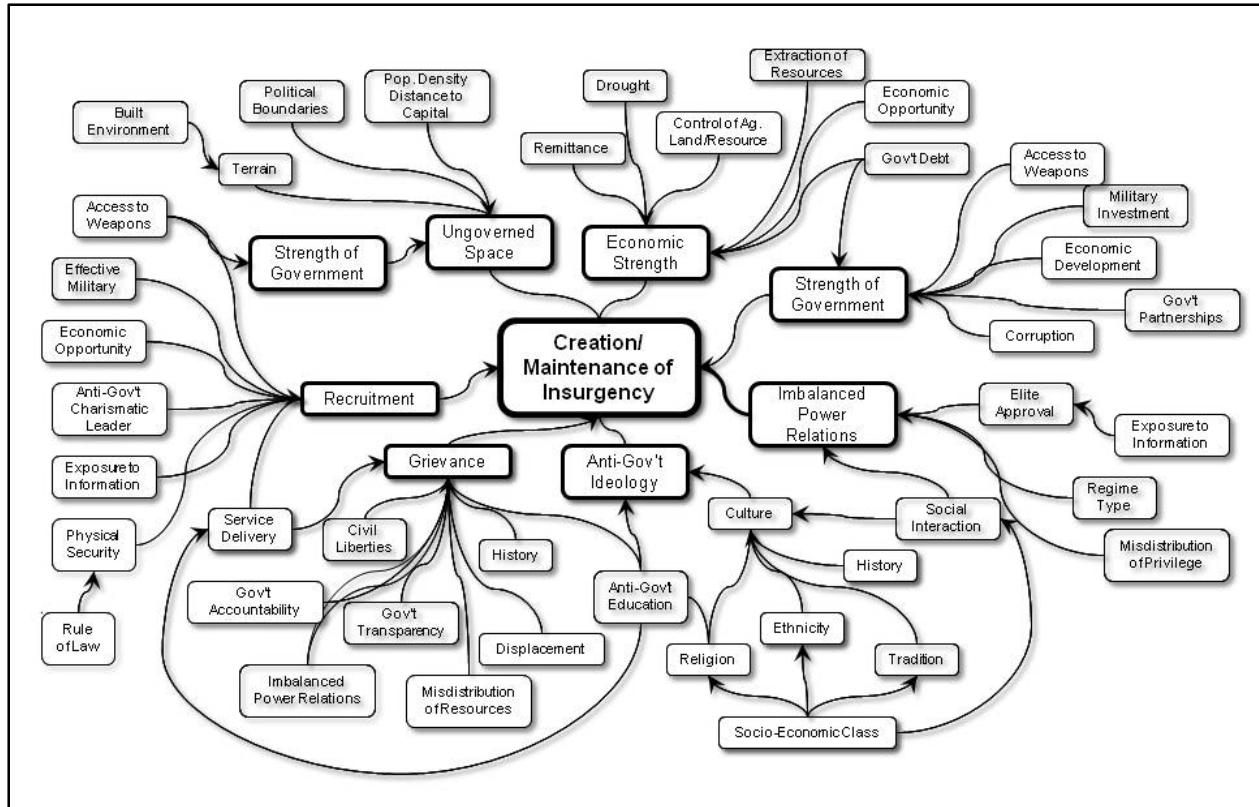 Extraction of
Resources
Pop. Density
Distance to
Capital
Political
Boundaries
Drought
Economic
Opportunity
Built
Environment
Control of Ag.
Land/Resource
Remittance
Gov't Debt
Access to
Weapons
Terrain
Military
Investment
Access to
Weapons
Ungoverned
Space
Economic
Strength
Strength of
Government
Economic
Development
Effective
Military
Strength of
Government
Gov't
Partnerships
Economic
Opportunity
Corruption
Creation/
Maintenance of
Insurgency
Recruitment
Anti-Gov't
Charismatic
Leader
Imbalanced
Power
Relations
Elite
Approval
Exposure to
Information
Exposure to
Information
Grievance
Anti-Gov't
Ideology
Regime
Type
Service
Delivery
Civil
Liberties
History
Culture
Social
Interaction
Physical
Security
Misdistribution
of Privilege
History
Gov't
Accountability
Gov't
Transparency
Anti-Gov't
Education
Ethnicity
Rule
of Law
Displacement
Religion
Tradition
Imbalanced
Power Relations
Misdistribution
of Resources
Socio-Economic Class